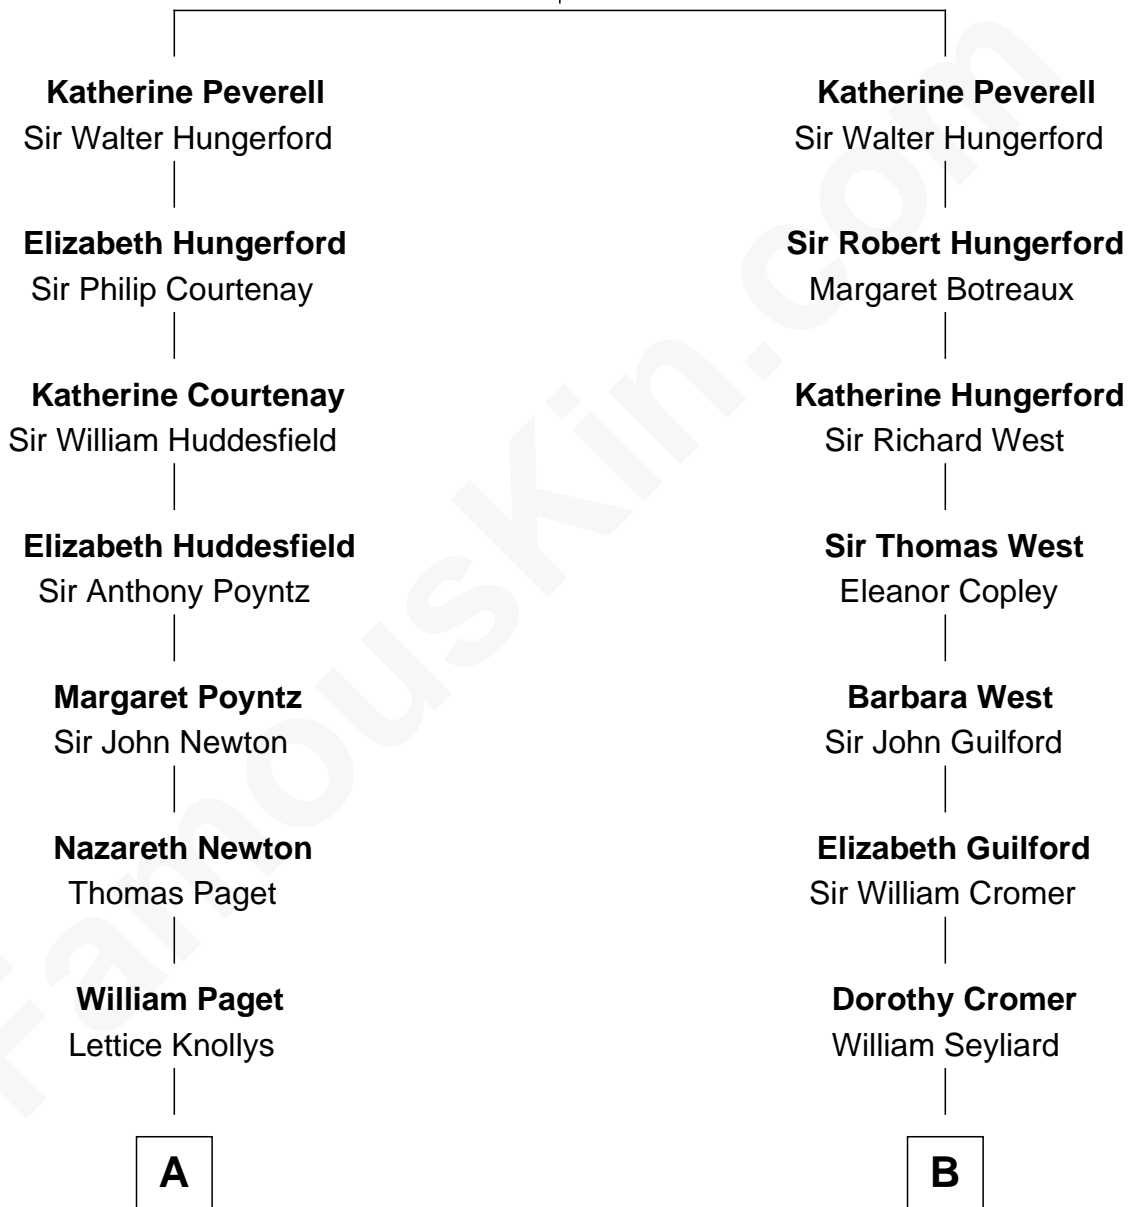 Katherine Peverell
Sir Walter Hungerford
Elizabeth Hungerford
Sir Philip Courtenay
Katherine Courtenay
Sir William Huddesfield
Elizabeth Huddesfield
Sir Anthony Poyntz
Margaret Poyntz
Sir John Newton
Nazareth Newton
Thomas Paget
William Paget
Lettice Knollys
A
Katherine Peverell
Sir Walter Hungerford
Sir Robert Hungerford
Margaret Botreaux
Katherine Hungerford
Sir Richard West
Sir Thomas West
Eleanor Copley
Barbara West
Sir John Guilford
Elizabeth Guilford
Sir William Cromer
Dorothy Cromer
William Seyliard
B
FamousKin.com